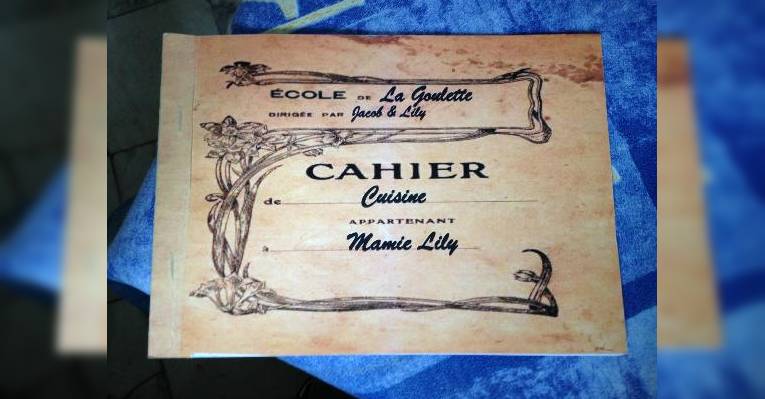 ÉCOLE DE La Goulette
DIRIGÉE PAR Jacob & Lily
CAHIER
de Cuisine
APPARTENANT
à Mamie Lily